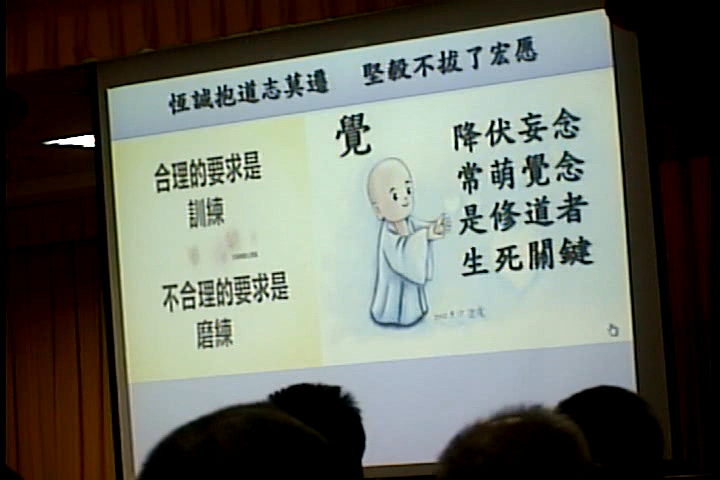 恆誠抱道志莫邊 堅毅不拔了宏愿
合理的要求是
訓練
不合理的要求是
磨練
覺
降伏妄念
常萌覺念
是修道者
生死關鍵